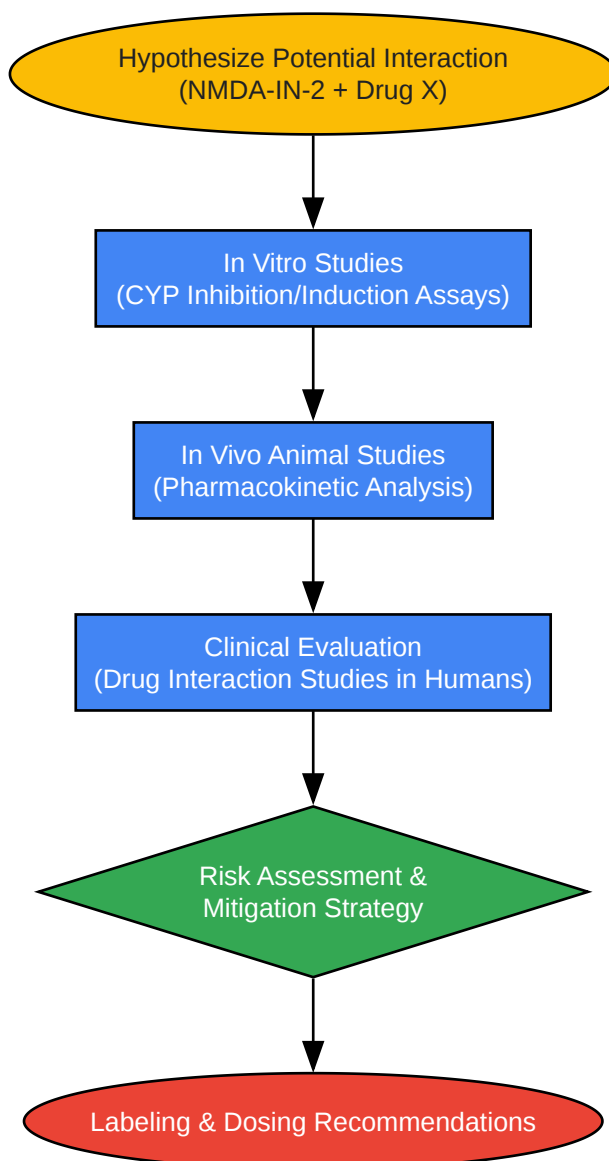 Hypothesize Potential Interaction
(NMDA-IN-2 + Drug X)
In Vitro Studies
(CYP Inhibition/Induction Assays)
In Vivo Animal Studies
(Pharmacokinetic Analysis)
Clinical Evaluation
(Drug Interaction Studies in Humans)
Risk Assessment &
Mitigation Strategy
Labeling & Dosing Recommendations